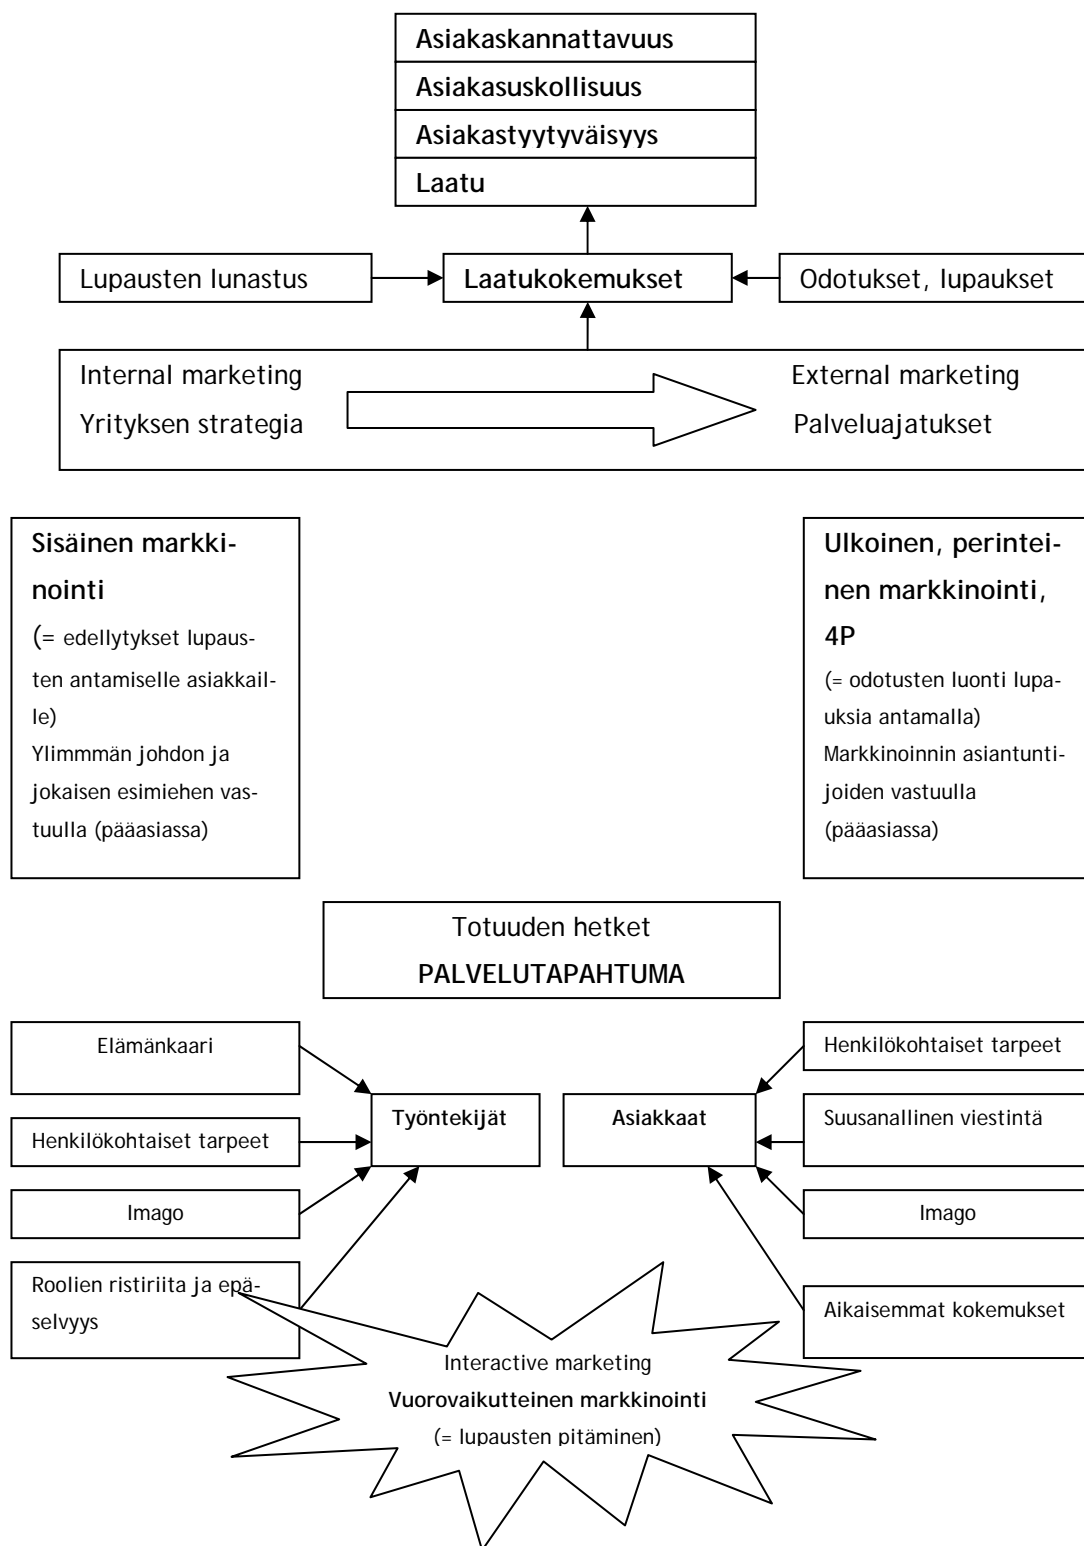 Asiakaskannattavuus
Asiakasuskollisuus
Asiakastyytyväisyys
Laatu
Lupausten lunastus
Laatukokemukset
Odotukset, lupaukset
Internal marketing
Yrityksen strategia
External marketing
Palveluajatukset
Sisäinen markki-
nointi
(= edellytykset lupaus-
ten antamiselle asiakkail-
le)
Ylimmmän johdon ja
jokaisen esimiehen vas-
tuulla (pääasiassa)
Ulkoinen, perintei-
nen markkinointi,
4P
(= odotusten luonti lupa-
uksia antamalla)
Markkinoinnin asiantunti-
joiden vastuulla
(pääasiassa)
Totuuden hetket
PALVELUTAPAHTUMA
Elämänkaari
Henkilökohtaiset tarpeet
Imago
Roolien ristiriita ja epä-
selvyys
Työntekijät
Asiakkaat
Henkilökohtaiset tarpeet
Suusanallinen viestintä
Imago
Aikaisemmat kokemukset
Interactive marketing
Vuorovaikutteinen markkinointi
(= lupausten pitäminen)